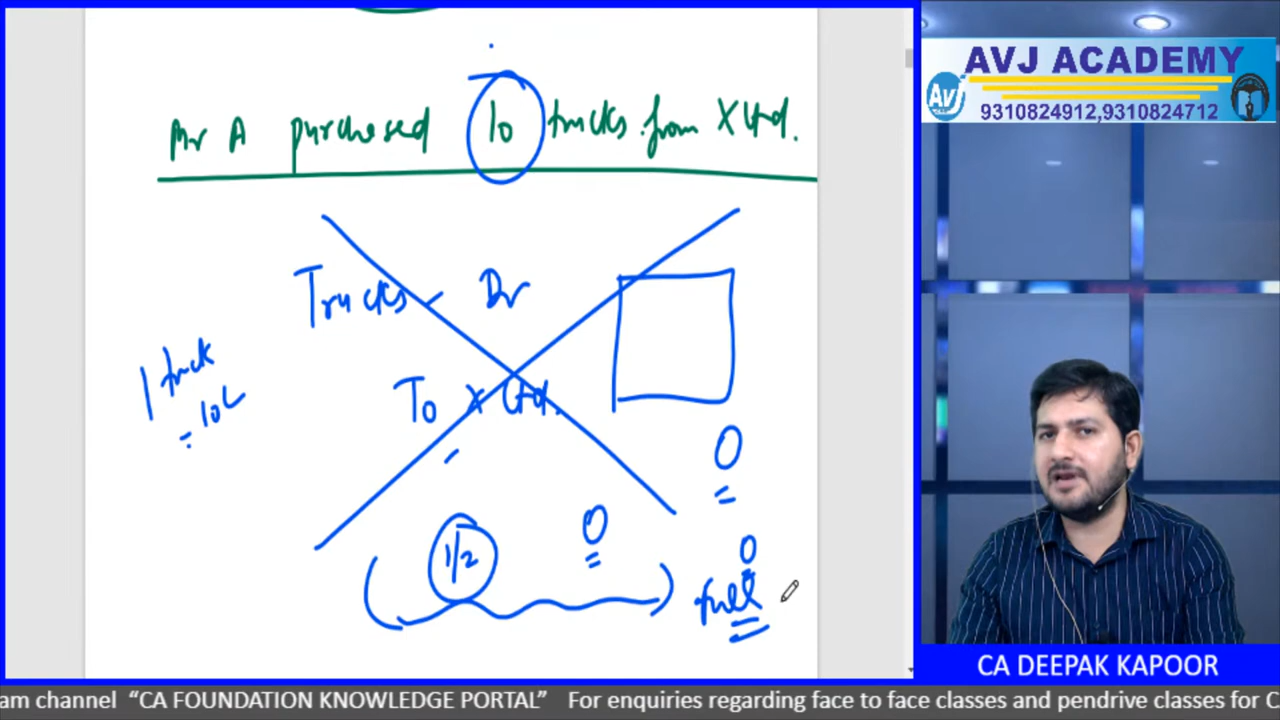 Mr A purchased 10 trucks from X Ltd.
Trucks Dr
To X Ltd.
1 truck
= 10L
0
1/2
0
0
full
AVJ ACADEMY
AVJ
9310824912,9310824712
CA DEEPAK KAPOOR
am channel "CA FOUNDATION KNOWLEDGE PORTAL" For enquiries regarding face to face classes and pendrive classes for C